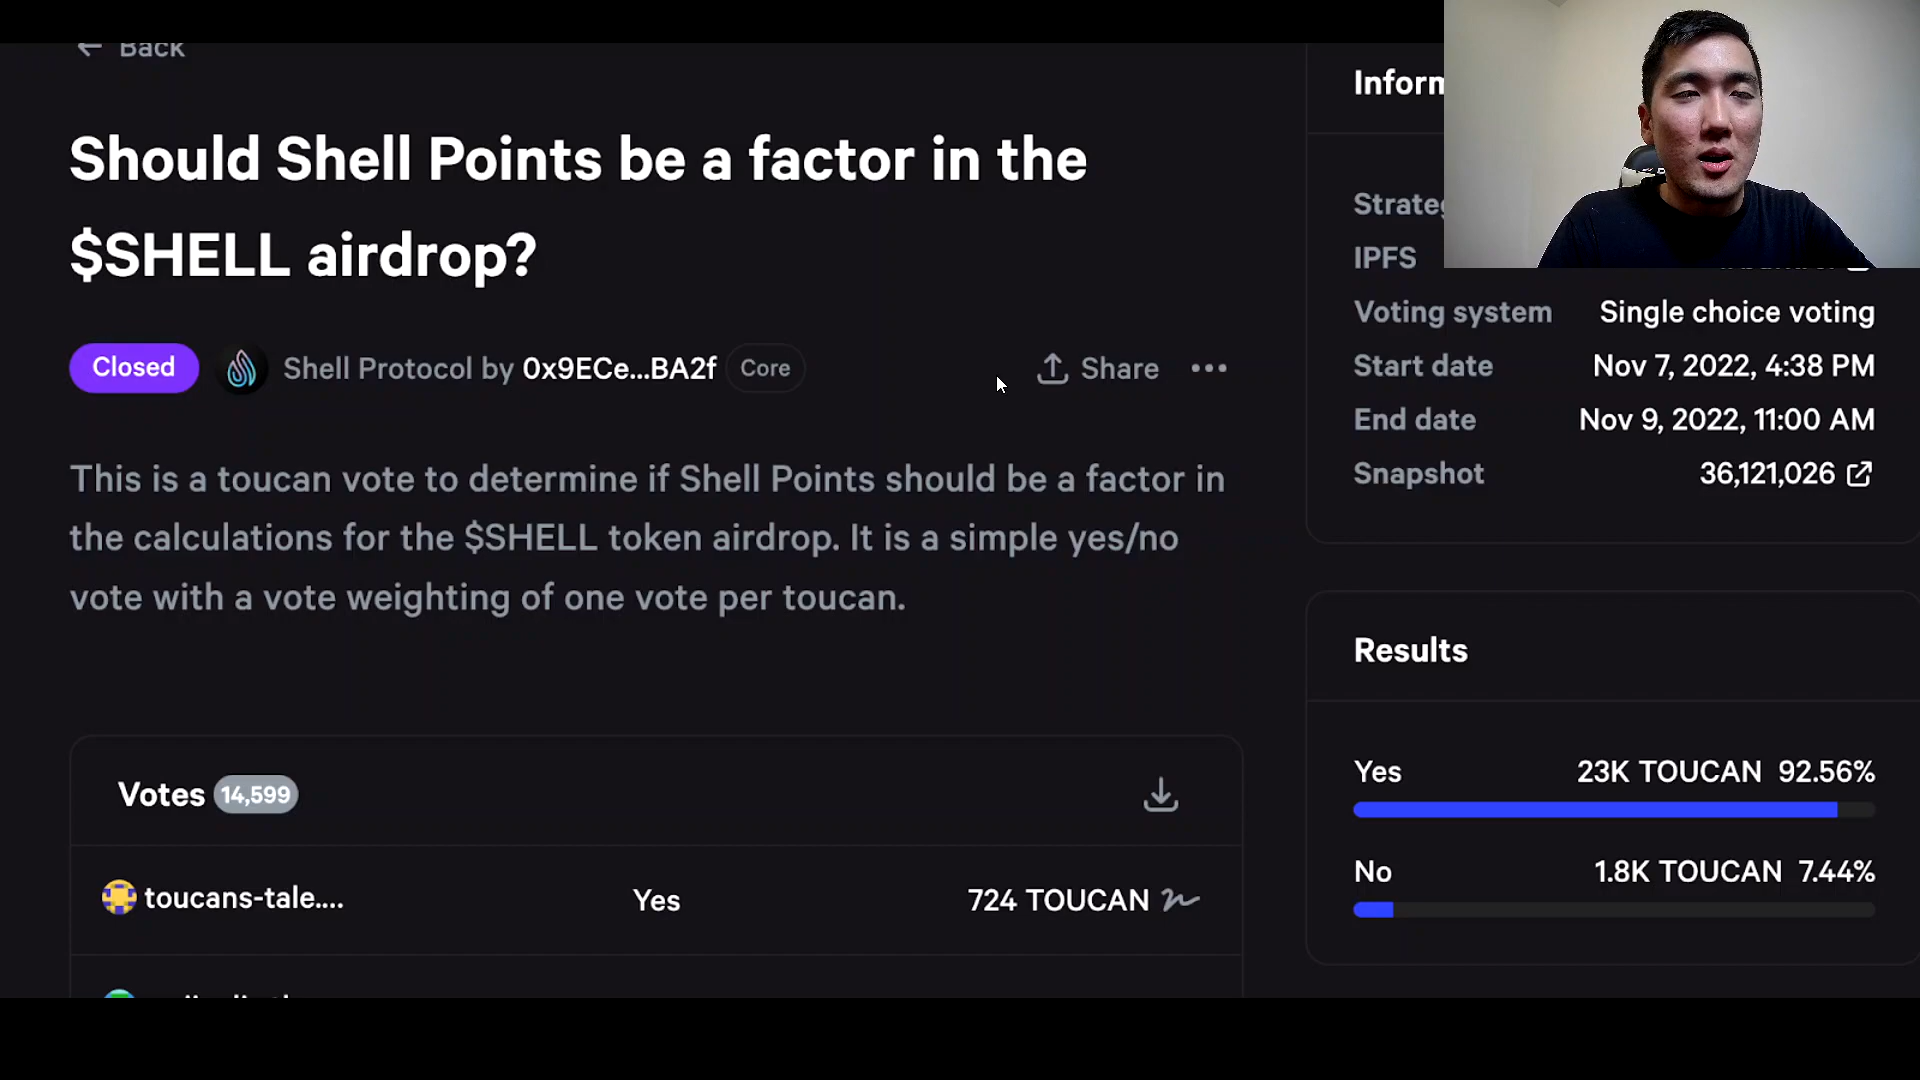 Back
Should Shell Points be a factor in the
$SHELL airdrop?
Closed
Shell Protocol by 0x9ECe...BA2f
Core
Share
This is a toucan vote to determine if Shell Points should be a factor in
the calculations for the $SHELL token airdrop. It is a simple yes/no
vote with a vote weighting of one vote per toucan.
Votes 14,599
toucans-tale.... Yes 724 TOUCAN
IPFS
Voting system Single choice voting
Start date Nov 7, 2022, 4:38 PM
End date Nov 9, 2022, 11:00 AM
Snapshot 36,121,026
Results
Yes 23K TOUCAN 92.56%
No 1.8K TOUCAN 7.44%